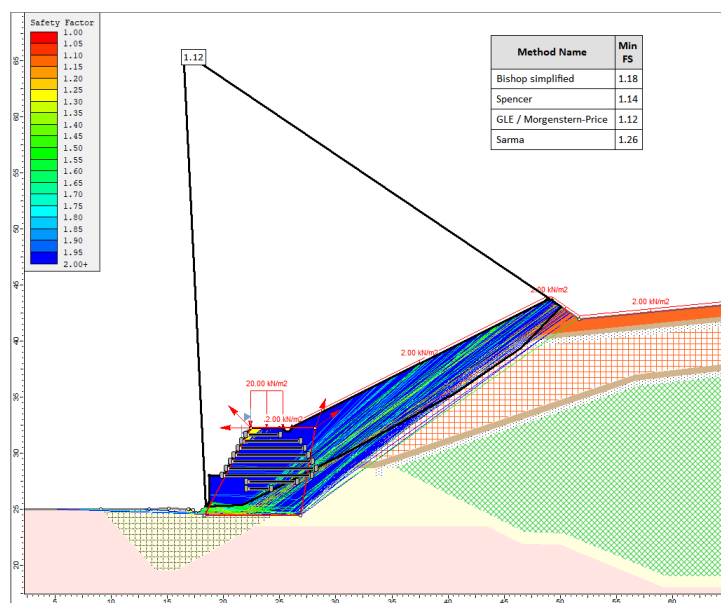 Safety Factor
1.00
1.05
1.10
1.15
1.20
1.25
1.30
1.35
1.40
1.45
1.50
1.55
1.60
1.65
1.70
1.75
1.80
1.85
1.90
1.95
2.00+
1.12
Method Name Min FS
Bishop simplified 1.18
Spencer 1.14
GLE / Morgenstern-Price 1.12
Sarma 1.26
2.00 kN/m2
2.00 kN/m2
2.00 kN/m2
20.00 kN/m2
2.00 kN/m2
65
60
55
50
45
40
35
30
25
20
5 10 15 20 25 30 35 40 45 50 55 60